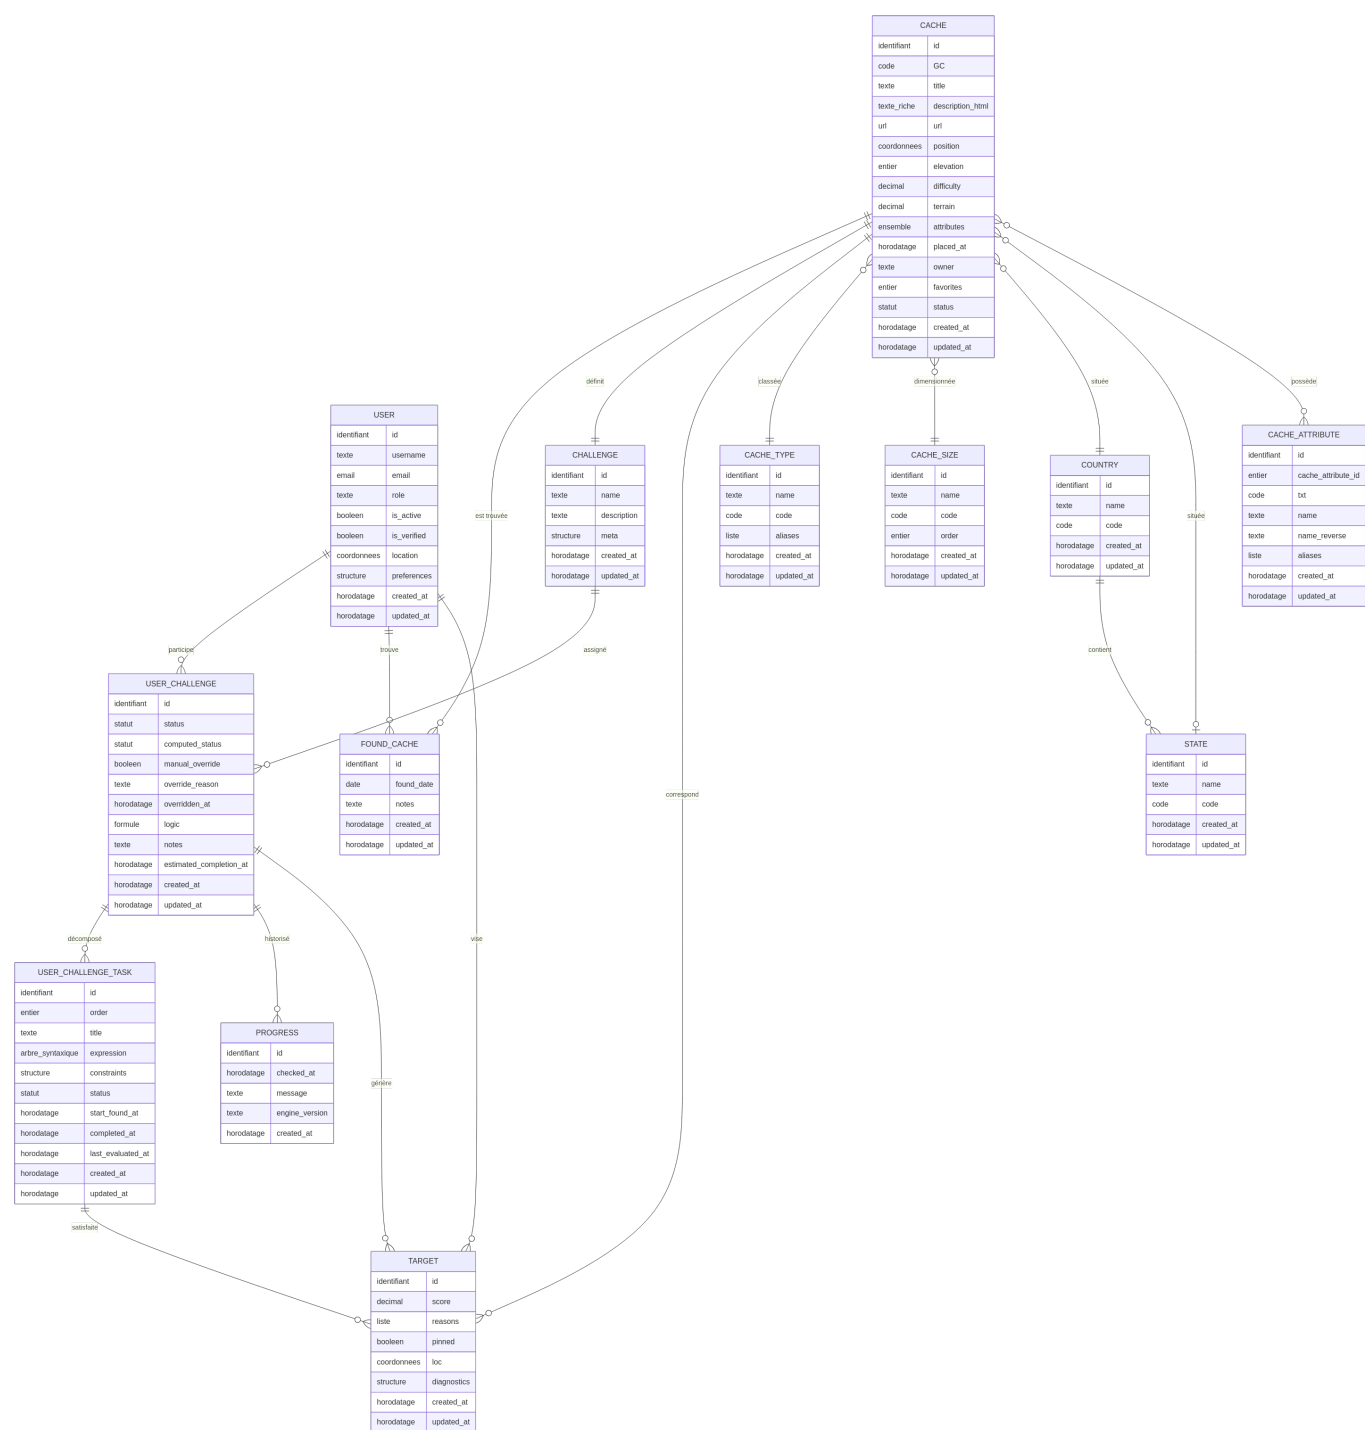 CACHE
identifiant id
code GC
texte title
texte_riche description_html
url url
coordonnees position
entier elevation
decimal difficulty
decimal terrain
ensemble attributes
horodatage placed_at
texte owner
entier favorites
statut status
horodatage created_at
horodatage updated_at
définit
classée
dimensionnée
située
possède
USER
identifiant id
texte username
email email
texte role
booleen is_active
booleen is_verified
coordonnees location
structure preferences
horodatage created_at
horodatage updated_at
est trouvée
CHALLENGE
identifiant id
texte name
texte description
structure meta
horodatage created_at
horodatage updated_at
CACHE_TYPE
identifiant id
texte name
code code
liste aliases
horodatage created_at
horodatage updated_at
CACHE_SIZE
identifiant id
texte name
code code
entier order
horodatage created_at
horodatage updated_at
COUNTRY
identifiant id
texte name
code code
horodatage created_at
horodatage updated_at
située
CACHE_ATTRIBUTE
identifiant id
entier cache_attribute_id
code txt
texte name
texte name_reverse
liste aliases
horodatage created_at
horodatage updated_at
participe
trouve
assigné
contient
USER_CHALLENGE
identifiant id
statut status
statut computed_status
booleen manual_override
texte override_reason
horodatage overridden_at
formule logic
texte notes
horodatage estimated_completion_at
horodatage created_at
horodatage updated_at
FOUND_CACHE
identifiant id
date found_date
texte notes
horodatage created_at
horodatage updated_at
correspond
STATE
identifiant id
texte name
code code
horodatage created_at
horodatage updated_at
décomposé
historisé
vise
USER_CHALLENGE_TASK
identifiant id
entier order
texte title
arbre_syntaxique expression
structure constraints
statut status
horodatage start_found_at
horodatage completed_at
horodatage last_evaluated_at
horodatage created_at
horodatage updated_at
PROGRESS
identifiant id
horodatage checked_at
texte message
texte engine_version
horodatage created_at
génère
satisfaite
TARGET
identifiant id
decimal score
liste reasons
booleen pinned
coordonnees loc
structure diagnostics
horodatage created_at
horodatage updated_at